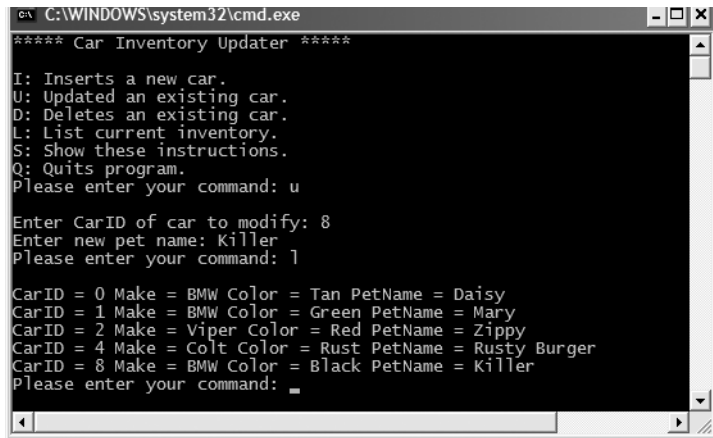 C:\WINDOWS\system32\cmd.exe
***** Car Inventory Updater *****
I: Inserts a new car.
U: Updated an existing car.
D: Deletes an existing car.
L: List current inventory.
S: Show these instructions.
Q: Quits program.
Please enter your command: u
Enter CarID of car to modify: 8
Enter new pet name: Killer
Please enter your command: l
CarID = 0 Make = BMW Color = Tan PetName = Daisy
CarID = 1 Make = BMW Color = Green PetName = Mary
CarID = 2 Make = Viper Color = Red PetName = Zippy
CarID = 4 Make = Colt Color = Rust PetName = Rusty Burger
CarID = 8 Make = BMW Color = Black PetName = Killer
Please enter your command: _